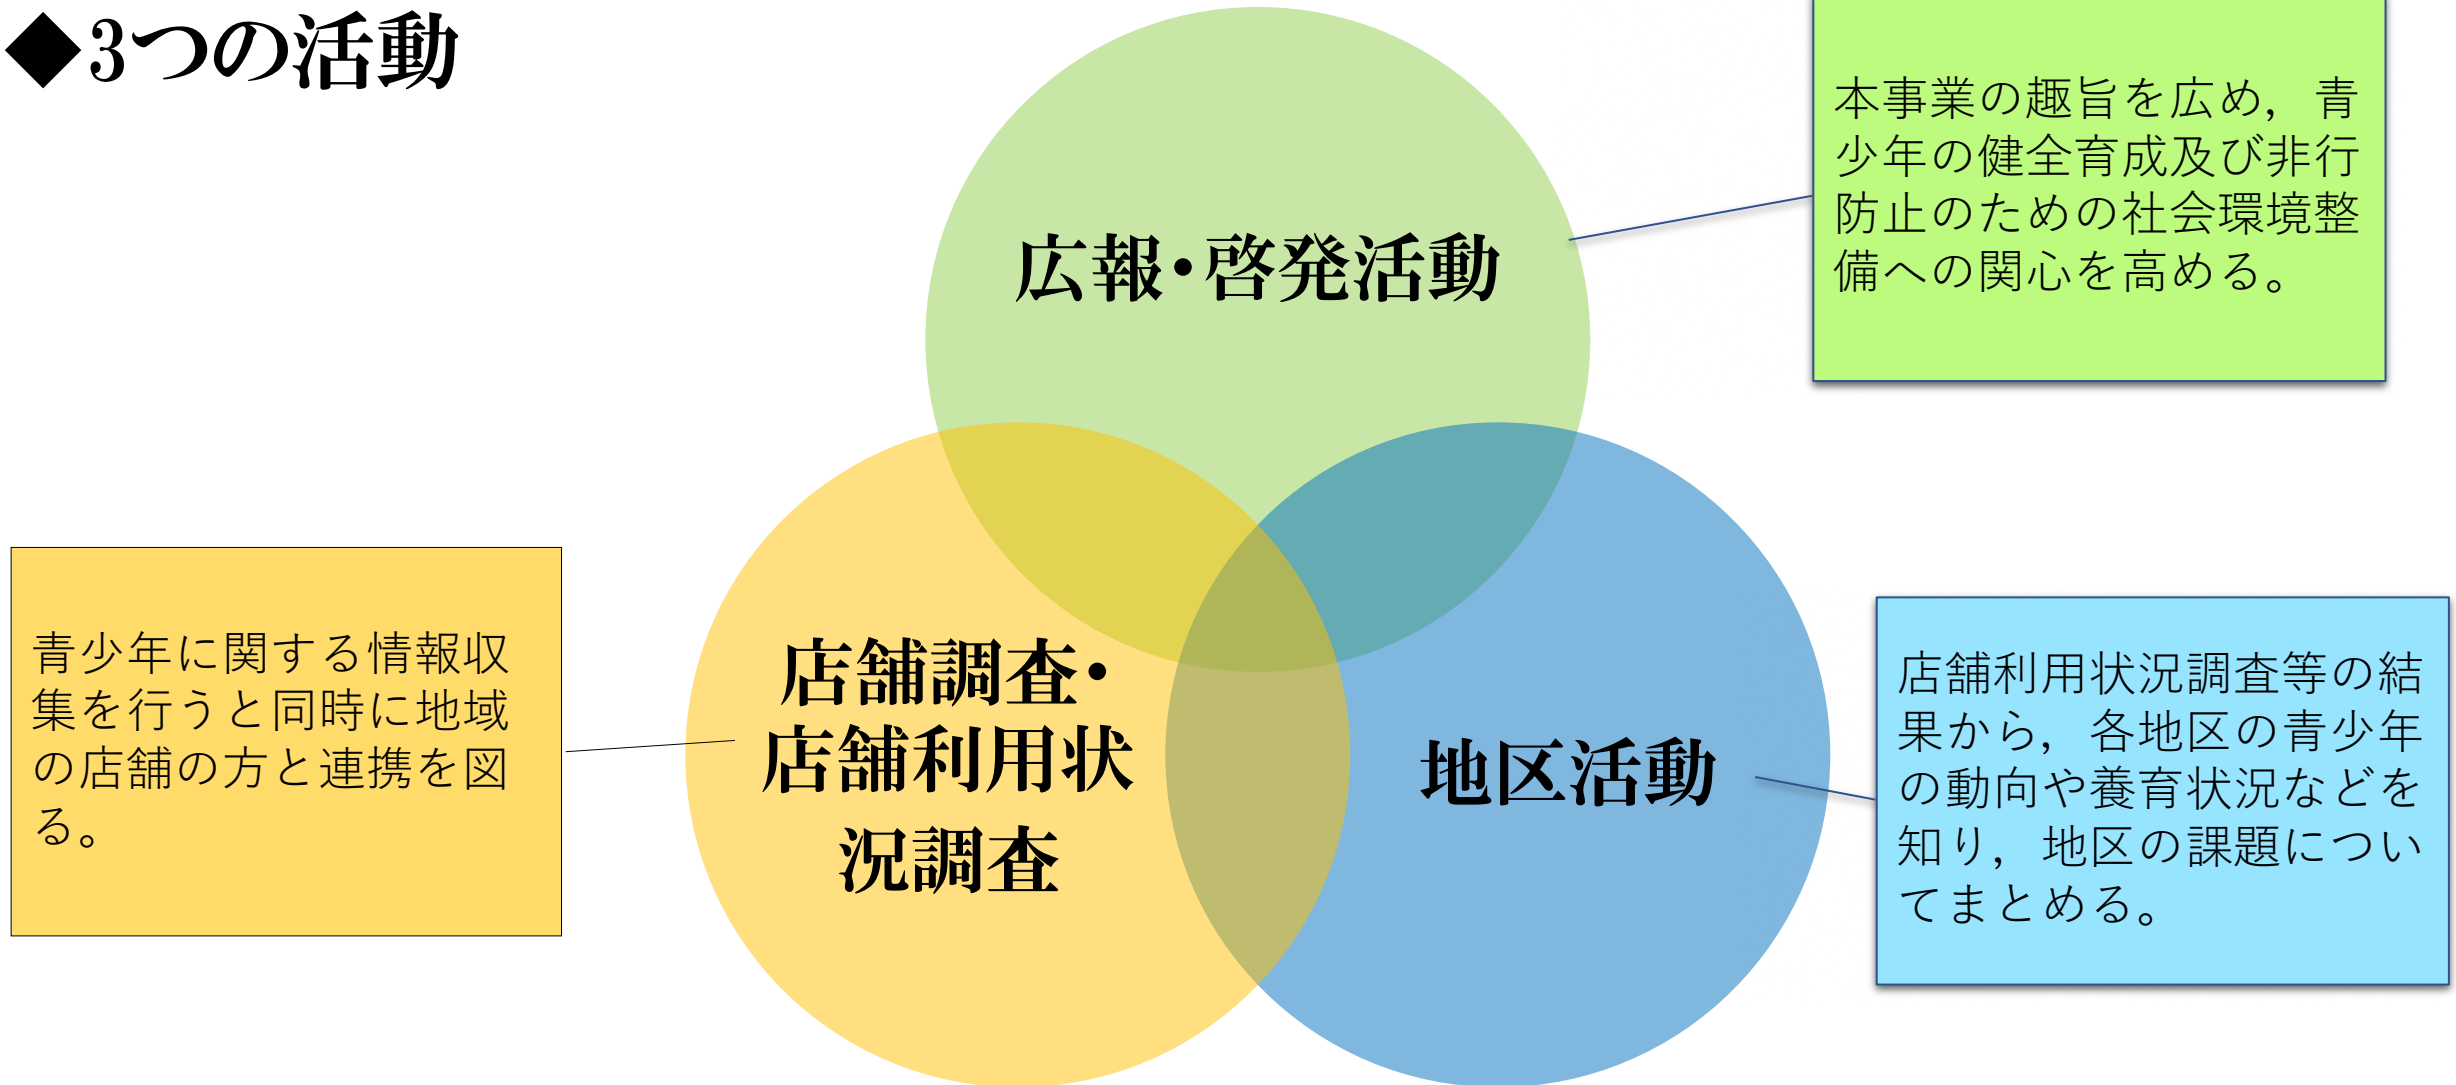 ◆3つの活動
本事業の趣旨を広め，青
少年の健全育成及び非行
防止のための社会環境整
備への関心を高める。
広報・啓発活動
青少年に関する情報収
集を行うと同時に地域
の店舗の方と連携を図
る。
店舗調査・
店舗利用状
況調査
地区活動
店舗利用状況調査等の結
果から，各地区の青少年
の動向や養育状況などを
知り，地区の課題につい
てまとめる。